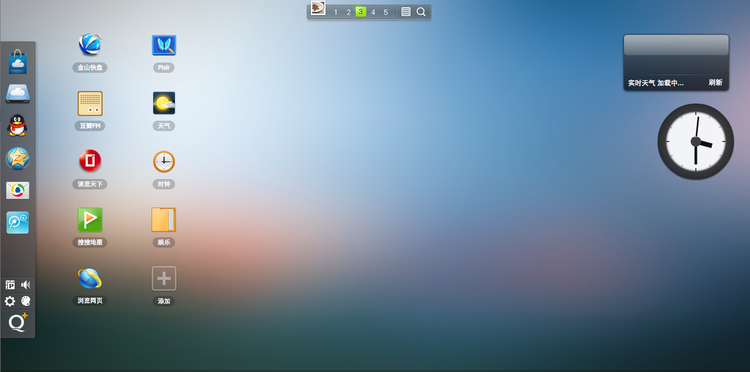 1 2 3 4 5
金山快盘
Pixlr
豆瓣FM
天气
读览天下
时钟
搜搜地图
娱乐
浏览网页
添加
实时天气 加载中...
刷新
Q+